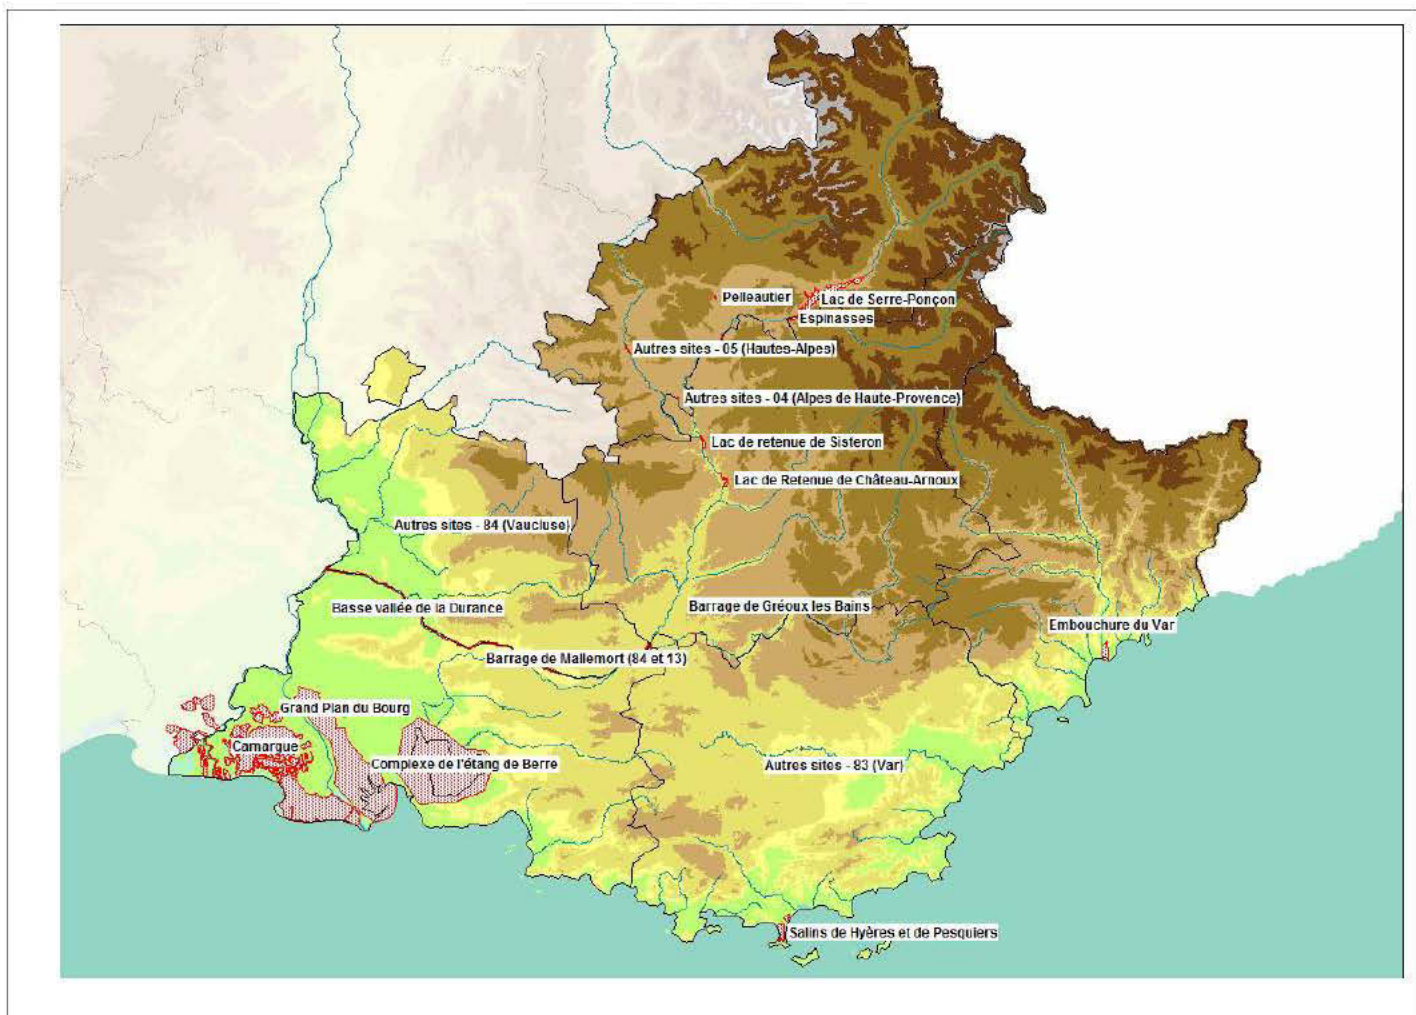 Pelleautier
Lac de Serre-Ponçon
Espinasses
Autres sites - 05 (Hautes-Alpes)
Autres sites - 04 (Alpes de Haute-Provence)
Lac de retenue de Sisteron
Lac de Retenue de Château-Arnoux
Autres sites - 84 (Vaucluse)
Basse vallée de la Durance
Barrage de Gréoux les Bains
Embouchure du Var
Barrage de Mallemort (84 et 13)
Grand Plan du Bourg
Camargue
Complexe de l'étang de Berre
Autres sites - 83 (Var)
Salins de Hyères et de Pesquiers